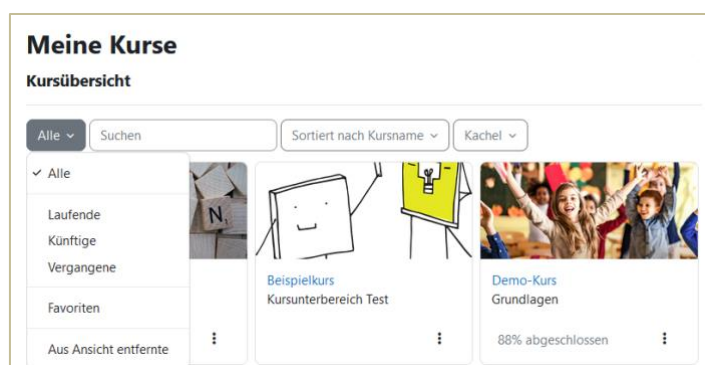 Meine Kurse
Kursübersicht
Alle
Suchen
Sortiert nach Kursname
Kachel
Alle
Laufende
Künftige
Vergangene
Favoriten
Aus Ansicht entfernte
N
Beispielkurs
Kursunterbereich Test
Demo-Kurs
Grundlagen
88% abgeschlossen